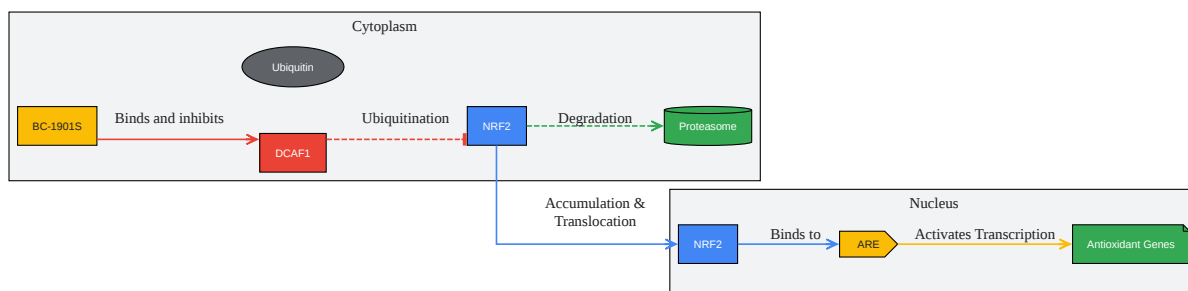 Cytoplasm
Ubiquitin
BC-1901S
Binds and inhibits
DCAF1
Ubiquitination
NRF2
Degradation
Proteasome
Accumulation &
Translocation
Nucleus
NRF2
Binds to
ARE
Activates Transcription
Antioxidant Genes